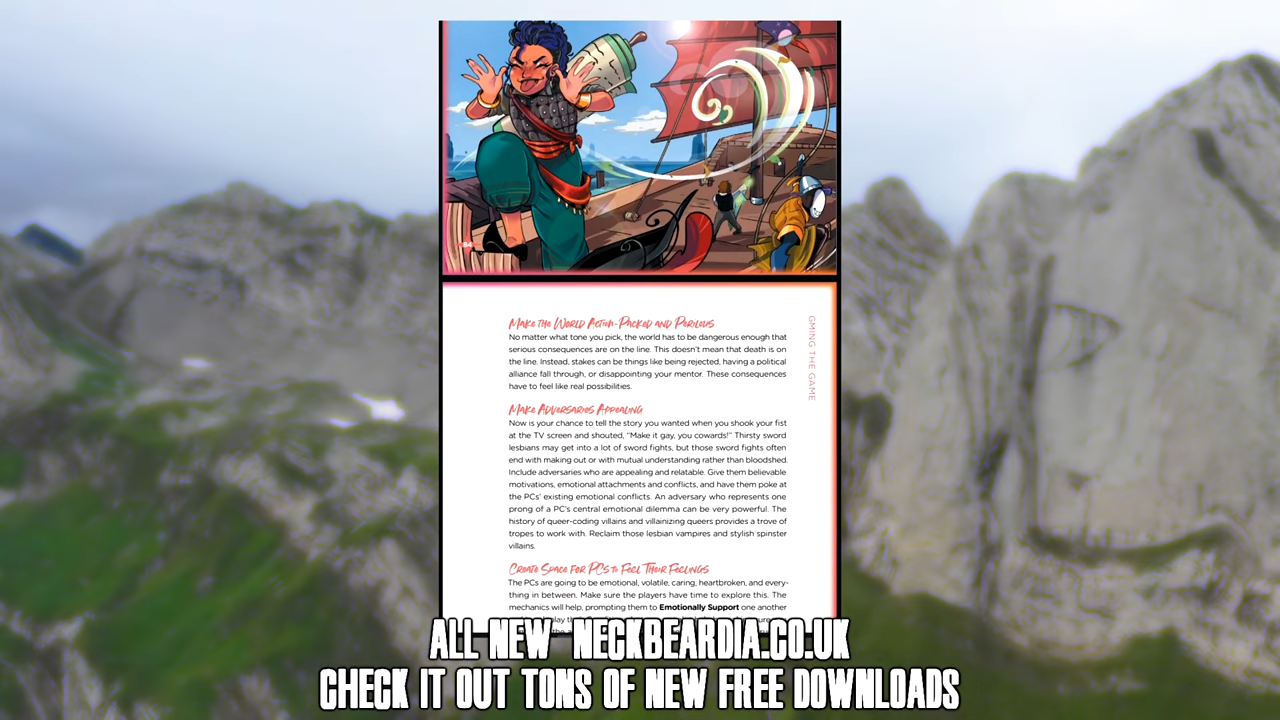 84
Make the World Action-Packed and Perilous
No matter what tone you pick, the world has to be dangerous enough that
serious consequences are on the line. This doesn't mean that death is on
the line. Instead, stakes can be things like being rejected, having a political
alliance fall through, or disappointing your mentor. These consequences
have to feel like real possibilities.
GMING THE GAME
Make Adversaries Appealing
Now is your chance to tell the story you wanted when you shook your fist
at the TV screen and shouted, "Make it gay, you cowards!" Thirsty sword
lesbians may get into a lot of sword fights, but those sword fights often
end with making out or with mutual understanding rather than bloodshed.
Include adversaries who are appealing and relatable. Give them believable
motivations, emotional attachments and conflicts, and have them poke at
the PCs' existing emotional conflicts. An adversary who represents one
prong of a PC's central emotional dilemma can be very powerful. The
history of queer-coding villains and villainizing queers provides a trove of
tropes to work with. Reclaim those lesbian vampires and stylish spinster
villains.
Create Space for PCs to Feel Their Feelings
The PCs are going to be emotional, volatile, caring, heartbroken, and every-
thing in between. Make sure the players have time to explore this. The
mechanics will help, prompting them to Emotionally Support one another
ALL NEW NECKBEARDIA.CO.UK
CHECK IT OUT TONS OF NEW FREE DOWNLOADS